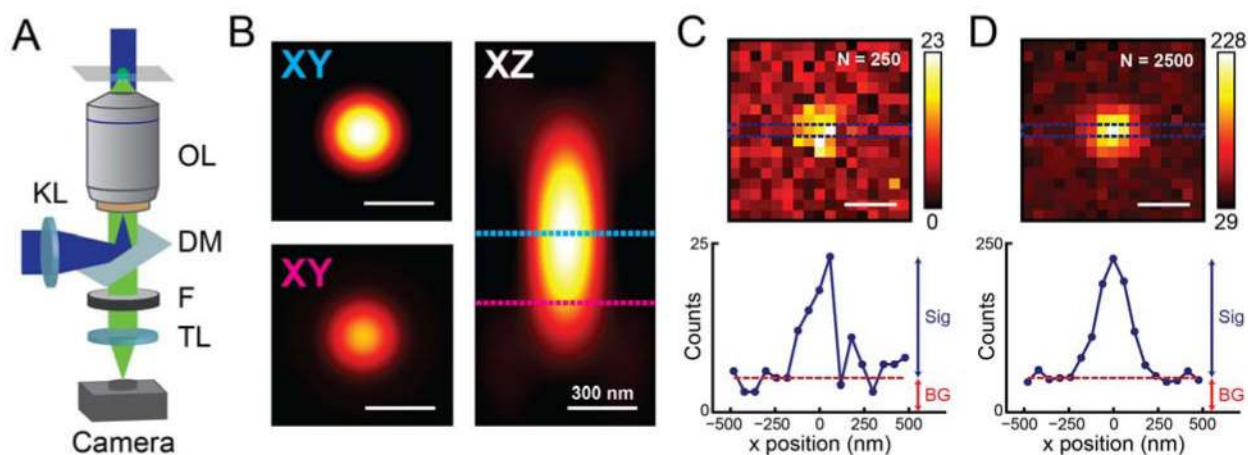 A
OL
KL
DM
F
TL
Camera
B
XY
XZ
XY
300 nm
C
N = 250
23
0
25
Counts
0
Sig
BG
−500
−250
0
250
500
x position (nm)
D
N = 2500
228
29
250
0
Sig
BG
−500
−250
0
250
500
x position (nm)